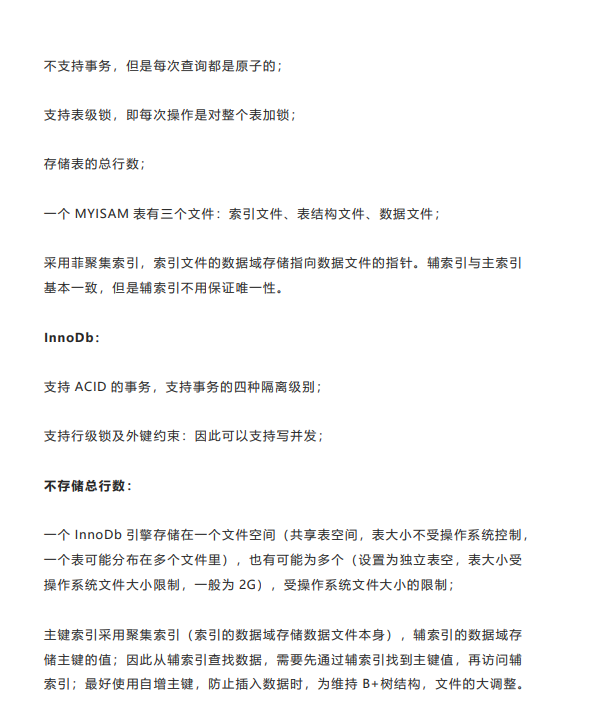 不支持事务，但是每次查询都是原子的；
支持表级锁，即每次操作是对整个表加锁；
存储表的总行数；
一个 MYISAM 表有三个文件：索引文件、表结构文件、数据文件；
采用菲聚集索引，索引文件的数据域存储指向数据文件的指针。辅索引与主索引
基本一致，但是辅索引不用保证唯一性。
InnoDb：
支持 ACID 的事务，支持事务的四种隔离级别；
支持行级锁及外键约束：因此可以支持写并发；
不存储总行数：
一个 InnoDb 引擎存储在一个文件空间（共享表空间，表大小不受操作系统控制，
一个表可能分布在多个文件里），也有可能为多个（设置为独立表空，表大小受
操作系统文件大小限制，一般为 2G），受操作系统文件大小的限制；
主键索引采用聚集索引（索引的数据域存储数据文件本身），辅索引的数据域存
储主键的值；因此从辅索引查找数据，需要先通过辅索引找到主键值，再访问辅
索引；最好使用自增主键，防止插入数据时，为维持 B+树结构，文件的大调整。